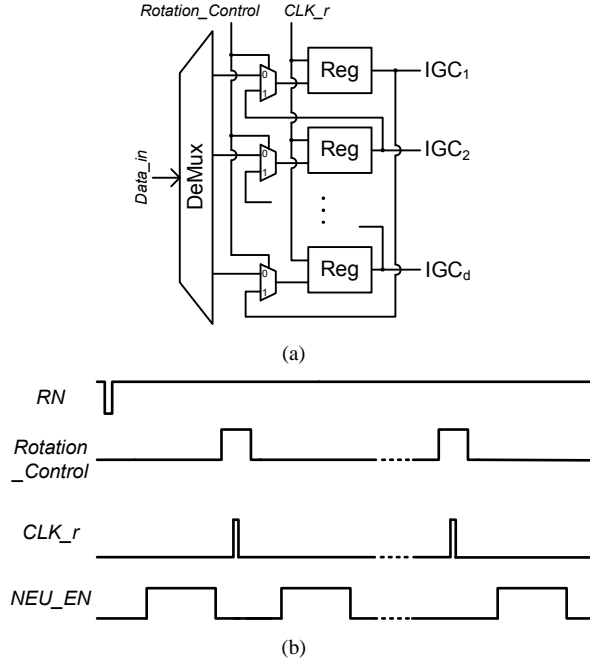 Rotation_Control
CLK_r
0
1
Reg
IGC1
0
1
Reg
IGC2
Data_in
DeMux
0
1
Reg
IGCd
(a)
RN
Rotation
_Control
CLK_r
NEU_EN
(b)